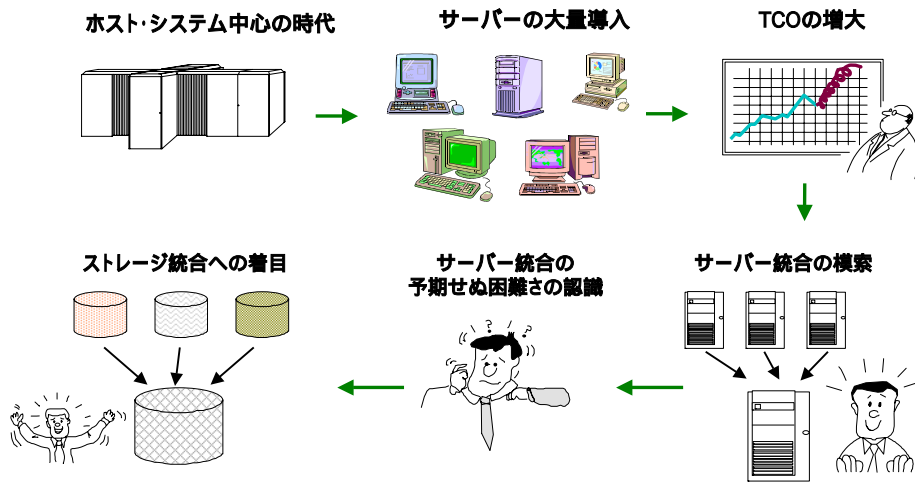 ホスト・システム中心の時代
サーバーの大量導入
TCOの増大
サーバー統合の模索
サーバー統合の
予期せぬ困難さの認識
ストレージ統合への着目